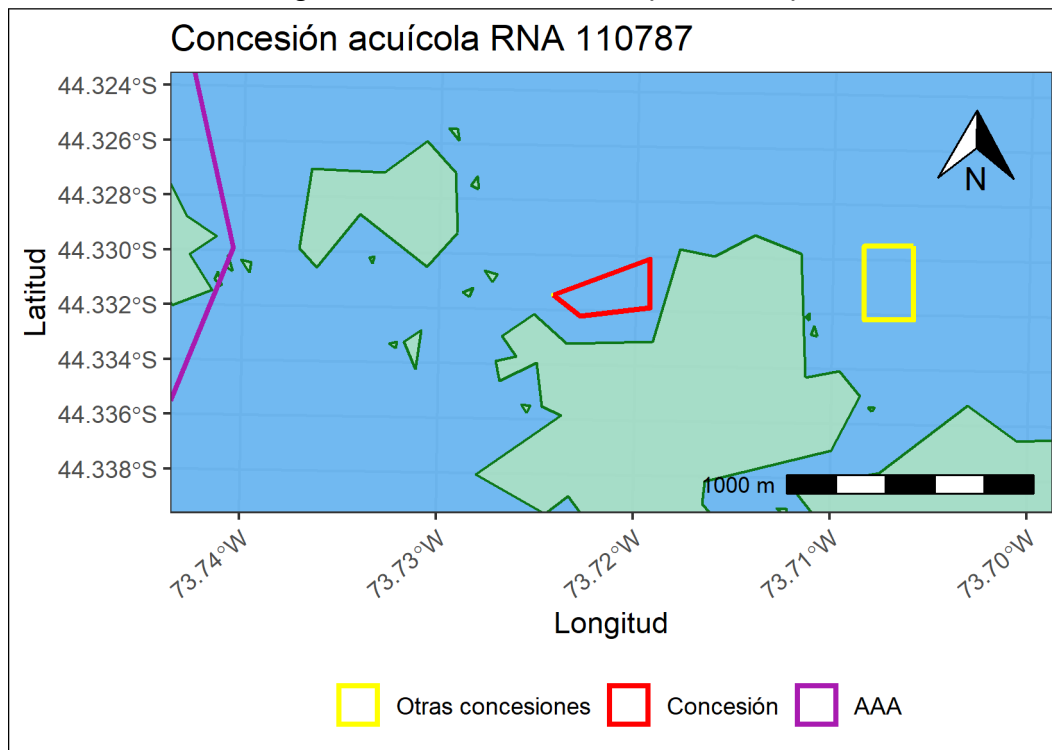 Concesión acuícola RNA 110787
44.324°S
44.326°S
44.328°S
44.330°S
44.332°S
44.334°S
44.336°S
44.338°S
Latitud
N
1000 m
73.74°W
73.73°W
73.72°W
73.71°W
73.70°W
Longitud
Otras concesiones
Concesión
AAA